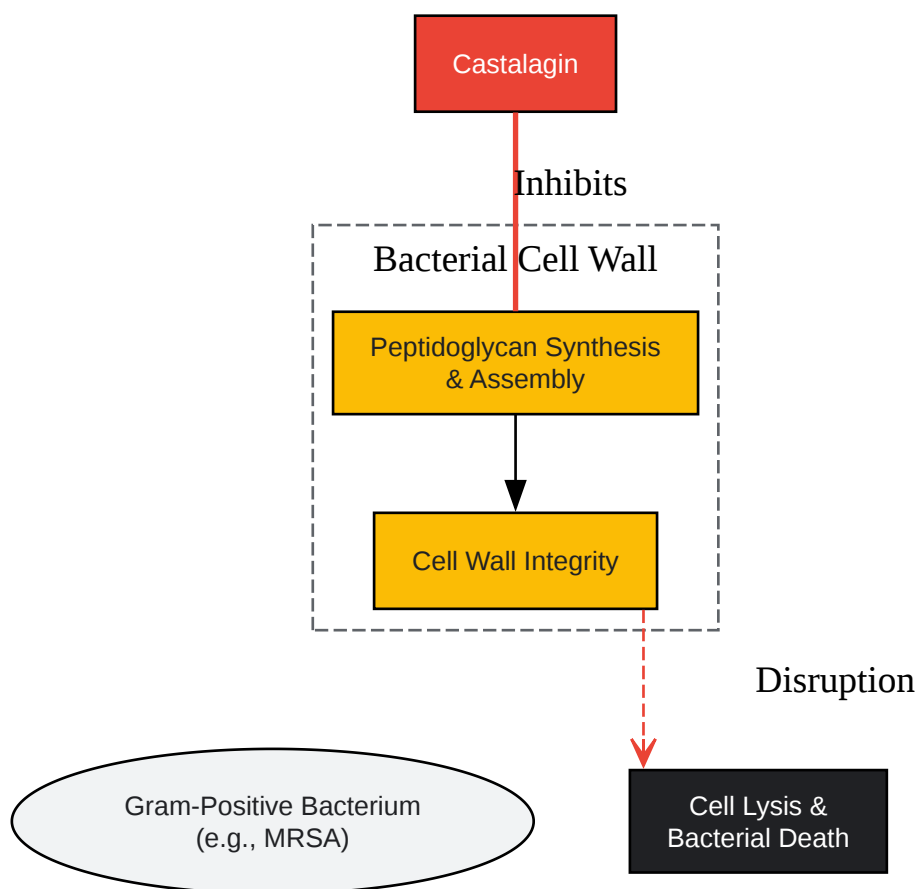 Castalagin
Inhibits
Bacterial Cell Wall
Peptidoglycan Synthesis
& Assembly
Cell Wall Integrity
Disruption
Gram-Positive Bacterium
(e.g., MRSA)
Cell Lysis &
Bacterial Death